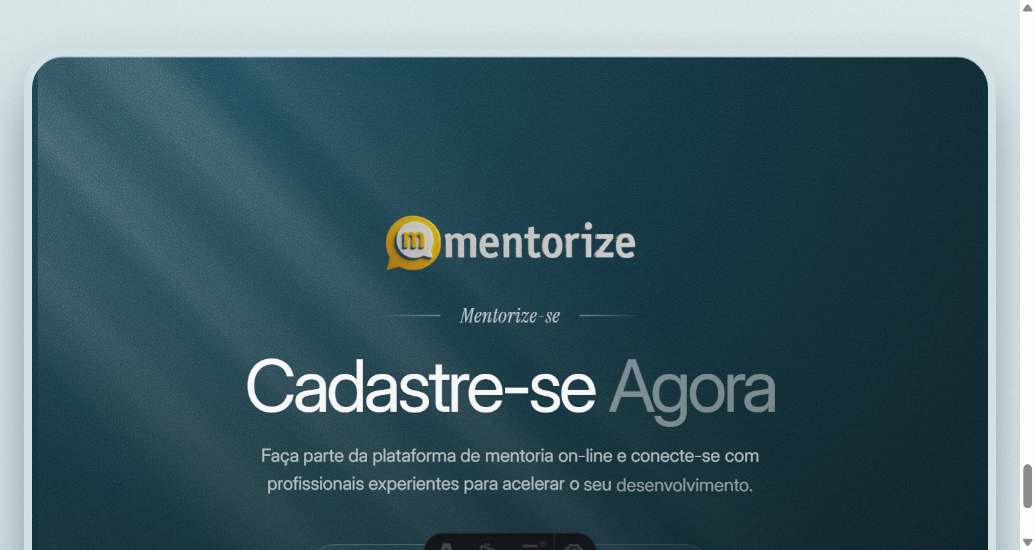 m mentorize
Mentorize-se
Cadastre-se Agora
Faça parte da plataforma de mentoria on-line e conecte-se com
profissionais experientes para acelerar o seu desenvolvimento.